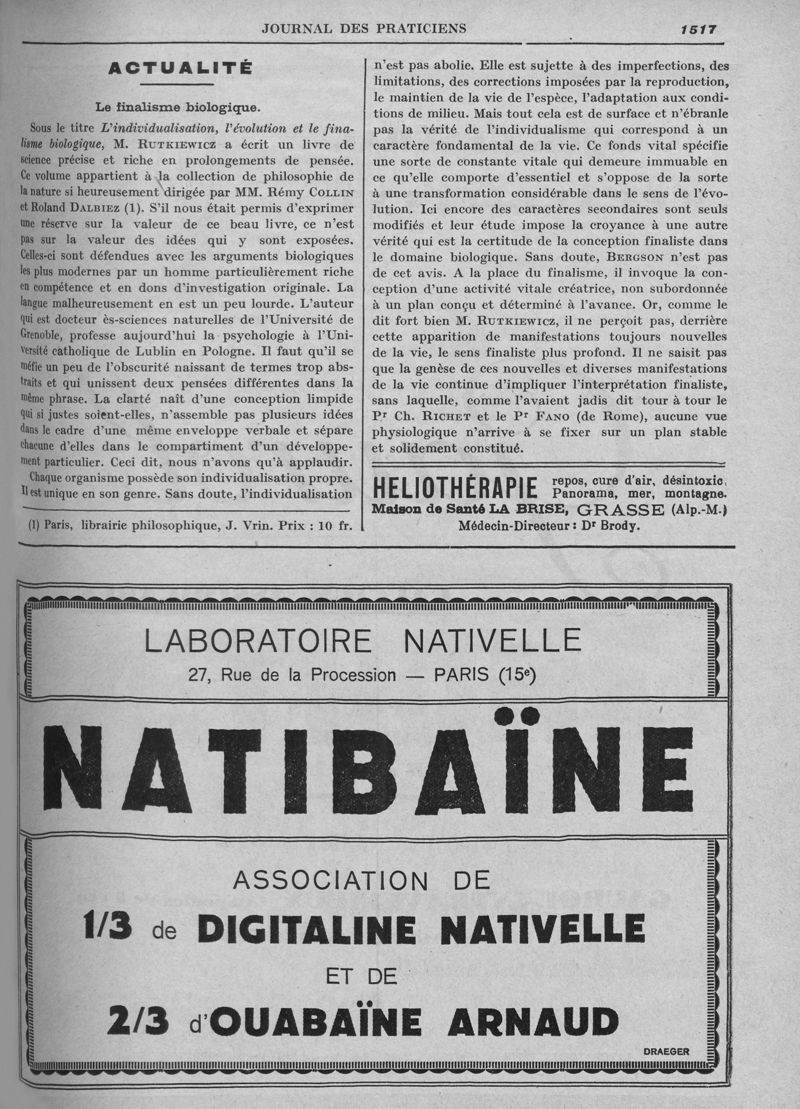 JOURNAL DES PRATICIENS
1517
ACTUALITÉ
Le finalisme biologique.
Sous le titre L'individualisation, l'évolution et le fina-
lisme biologique, M. RUTKIEWICZ a écrit un livre de
science précise et riche en prolongements de pensée.
Ce volume appartient à la collection de philosophie de
la nature si heureusement dirigée par MM. Rémy COLLIN
et Roland DALBIEZ (1). S'il nous était permis d'exprimer
une réserve sur la valeur de ce beau livre, ce n'est
pas sur la valeur des idées qui y sont exposées.
Celles-ci sont défendues avec les arguments biologiques
les plus modernes par un homme particulièrement riche
en compétence et en dons d'investigation originale. La
langue malheureusement en est un peu lourde. L'auteur
qui est docteur ès-sciences naturelles de l'Université de
Grenoble, professe aujourd'hui la psychologie à l'Uni-
versité catholique de Lublin en Pologne. Il faut qu'il se
méfie un peu de l'obscurité naissant de termes trop abs-
traits et qui unissent deux pensées différentes dans la
même phrase. La clarté naît d'une conception limpide
qui si justes soient-elles, n'assemble pas plusieurs idées
dans le cadre d'une même enveloppe verbale et sépare
chacune d'elles dans le compartiment d'un développe-
ment particulier. Ceci dit, nous n'avons qu'à applaudir.
Chaque organisme possède son individualisation propre.
Il est unique en son genre. Sans doute, l'individualisation
(1) Paris, librairie philosophique, J. Vrin. Prix : 10 fr.
n'est pas abolie. Elle est sujette à des imperfections, des
limitations, des corrections imposées par la reproduction,
le maintien de la vie de l'espèce, l'adaptation aux condi-
tions de milieu. Mais tout cela est de surface et n'ébranle
pas la vérité de l'individualisme qui correspond à un
caractère fondamental de la vie. Ce fonds vital spécifie
une sorte de constante vitale qui demeure immuable en
ce qu'elle comporte d'essentiel et s'oppose de la sorte
à une transformation considérable dans le sens de l'évo-
lution. Ici encore des caractères secondaires sont seuls
modifiés et leur étude impose la croyance à une autre
vérité qui est la certitude de la conception finaliste dans
le domaine biologique. Sans doute, BERGSON n'est pas
de cet avis. A la place du finalisme, il invoque la con-
ception d'une activité vitale créatrice, non subordonnée
à un plan conçu et déterminé à l'avance. Or, comme le
dit fort bien M. RUTKIEWICZ, il ne perçoit pas, derrière
cette apparition de manifestations toujours nouvelles
de la vie, le sens finaliste plus profond. Il ne saisit pas
que la genèse de ces nouvelles et diverses manifestations
de la vie continue d'impliquer l'interprétation finaliste,
sans laquelle, comme l'avaient jadis dit tour à tour le
Pr Ch. RICHET et le Pr FANO (de Rome), aucune vue
physiologique n'arrive à se fixer sur un plan stable
et solidement constitué.
HELIOTHÉRAPIE repos, cure d'air, désintoxic.
Panorama, mer, montagne.
Maison de Santé LA BRISE, GRASSE (Alp.-M.)
Médecin-Directeur : Dr Brody.
LABORATOIRE NATIVELLE
27, Rue de la Procession — PARIS (15e)
NATIBAÏNE
ASSOCIATION DE
1/3 de DIGITALINE NATIVELLE
ET DE
2/3 d'OUABAÏNE ARNAUD
DRAEGER